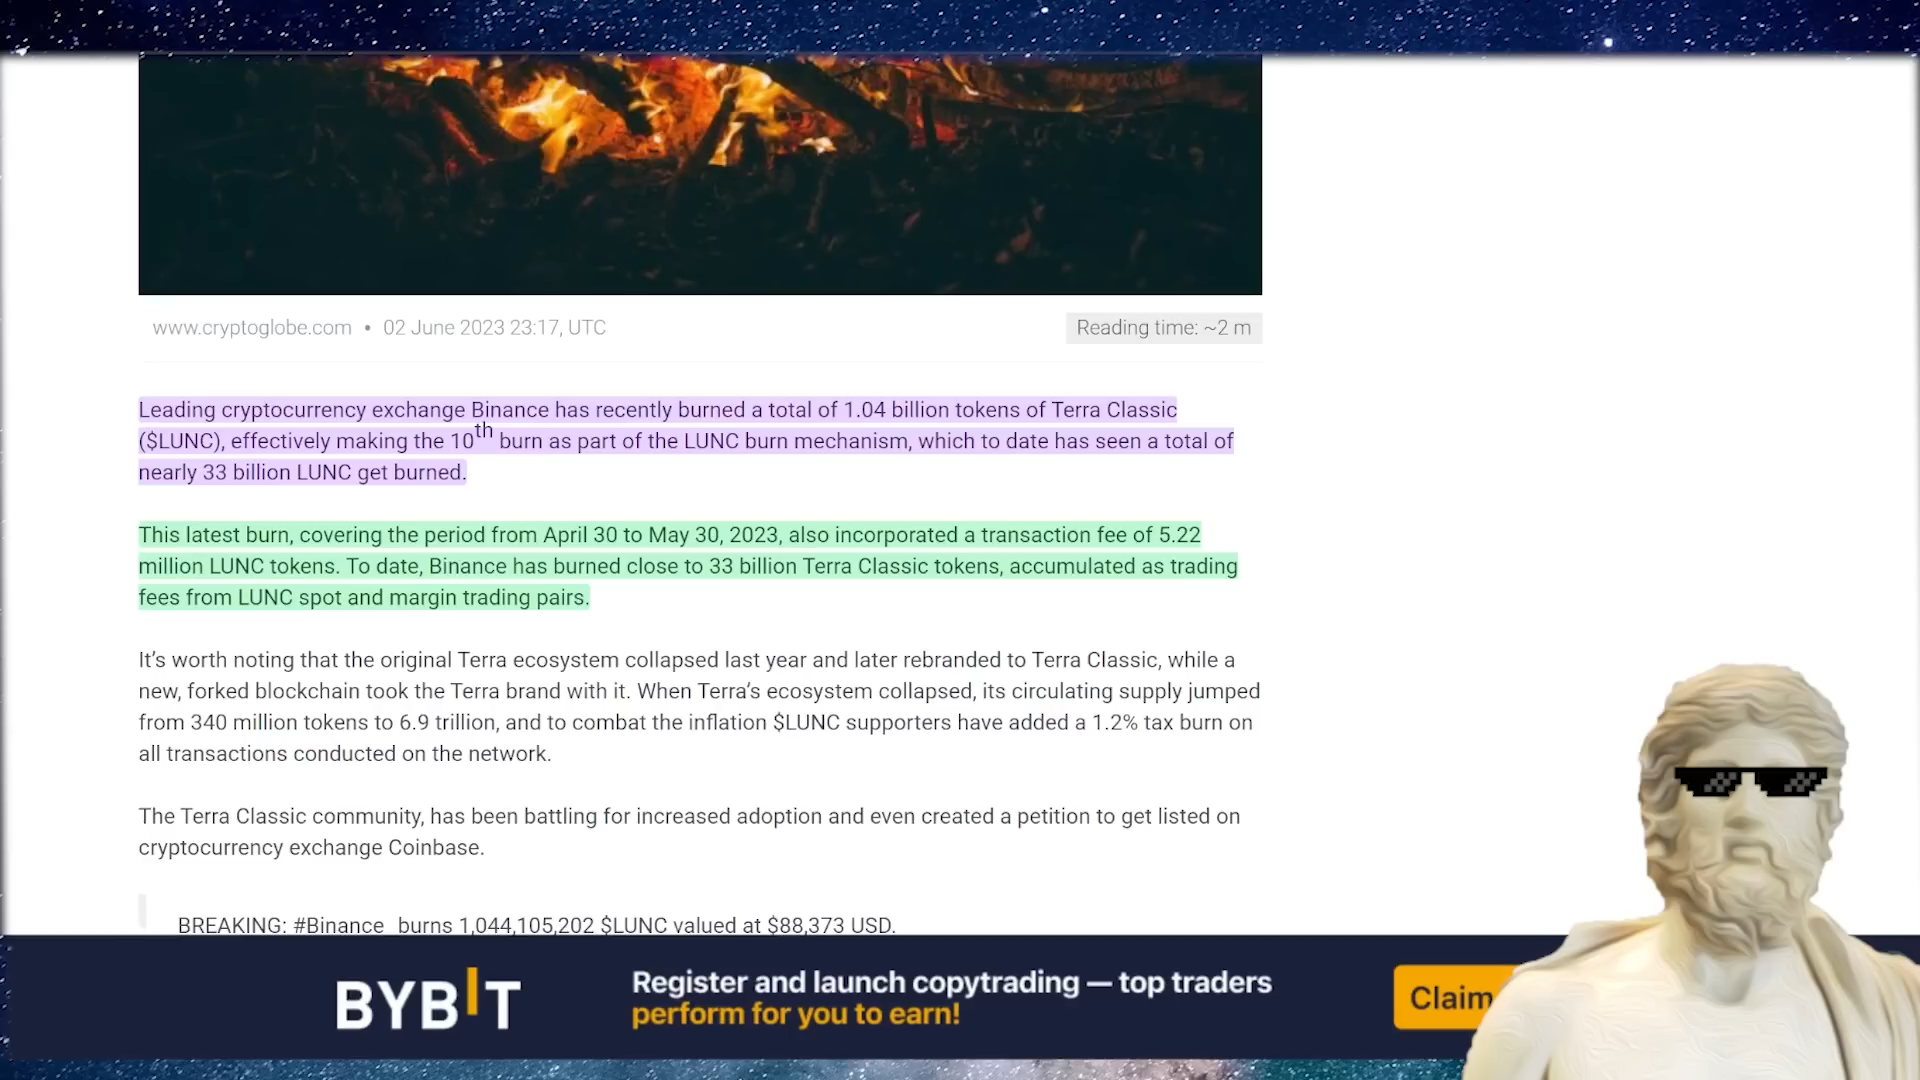 www.cryptoglobe.com • 02 June 2023 23:17, UTC
Reading time: ~2 m
Leading cryptocurrency exchange Binance has recently burned a total of 1.04 billion tokens of Terra Classic
($LUNC), effectively making the 10th burn as part of the LUNC burn mechanism, which to date has seen a total of
nearly 33 billion LUNC get burned.
This latest burn, covering the period from April 30 to May 30, 2023, also incorporated a transaction fee of 5.22
million LUNC tokens. To date, Binance has burned close to 33 billion Terra Classic tokens, accumulated as trading
fees from LUNC spot and margin trading pairs.
It’s worth noting that the original Terra ecosystem collapsed last year and later rebranded to Terra Classic, while a
new, forked blockchain took the Terra brand with it. When Terra’s ecosystem collapsed, its circulating supply jumped
from 340 million tokens to 6.9 trillion, and to combat the inflation $LUNC supporters have added a 1.2% tax burn on
all transactions conducted on the network.
The Terra Classic community, has been battling for increased adoption and even created a petition to get listed on
cryptocurrency exchange Coinbase.
BREAKING: #Binance burns 1,044,105,202 $LUNC valued at $88,373 USD.
BYBIT
Register and launch copytrading — top traders
perform for you to earn!
Claim